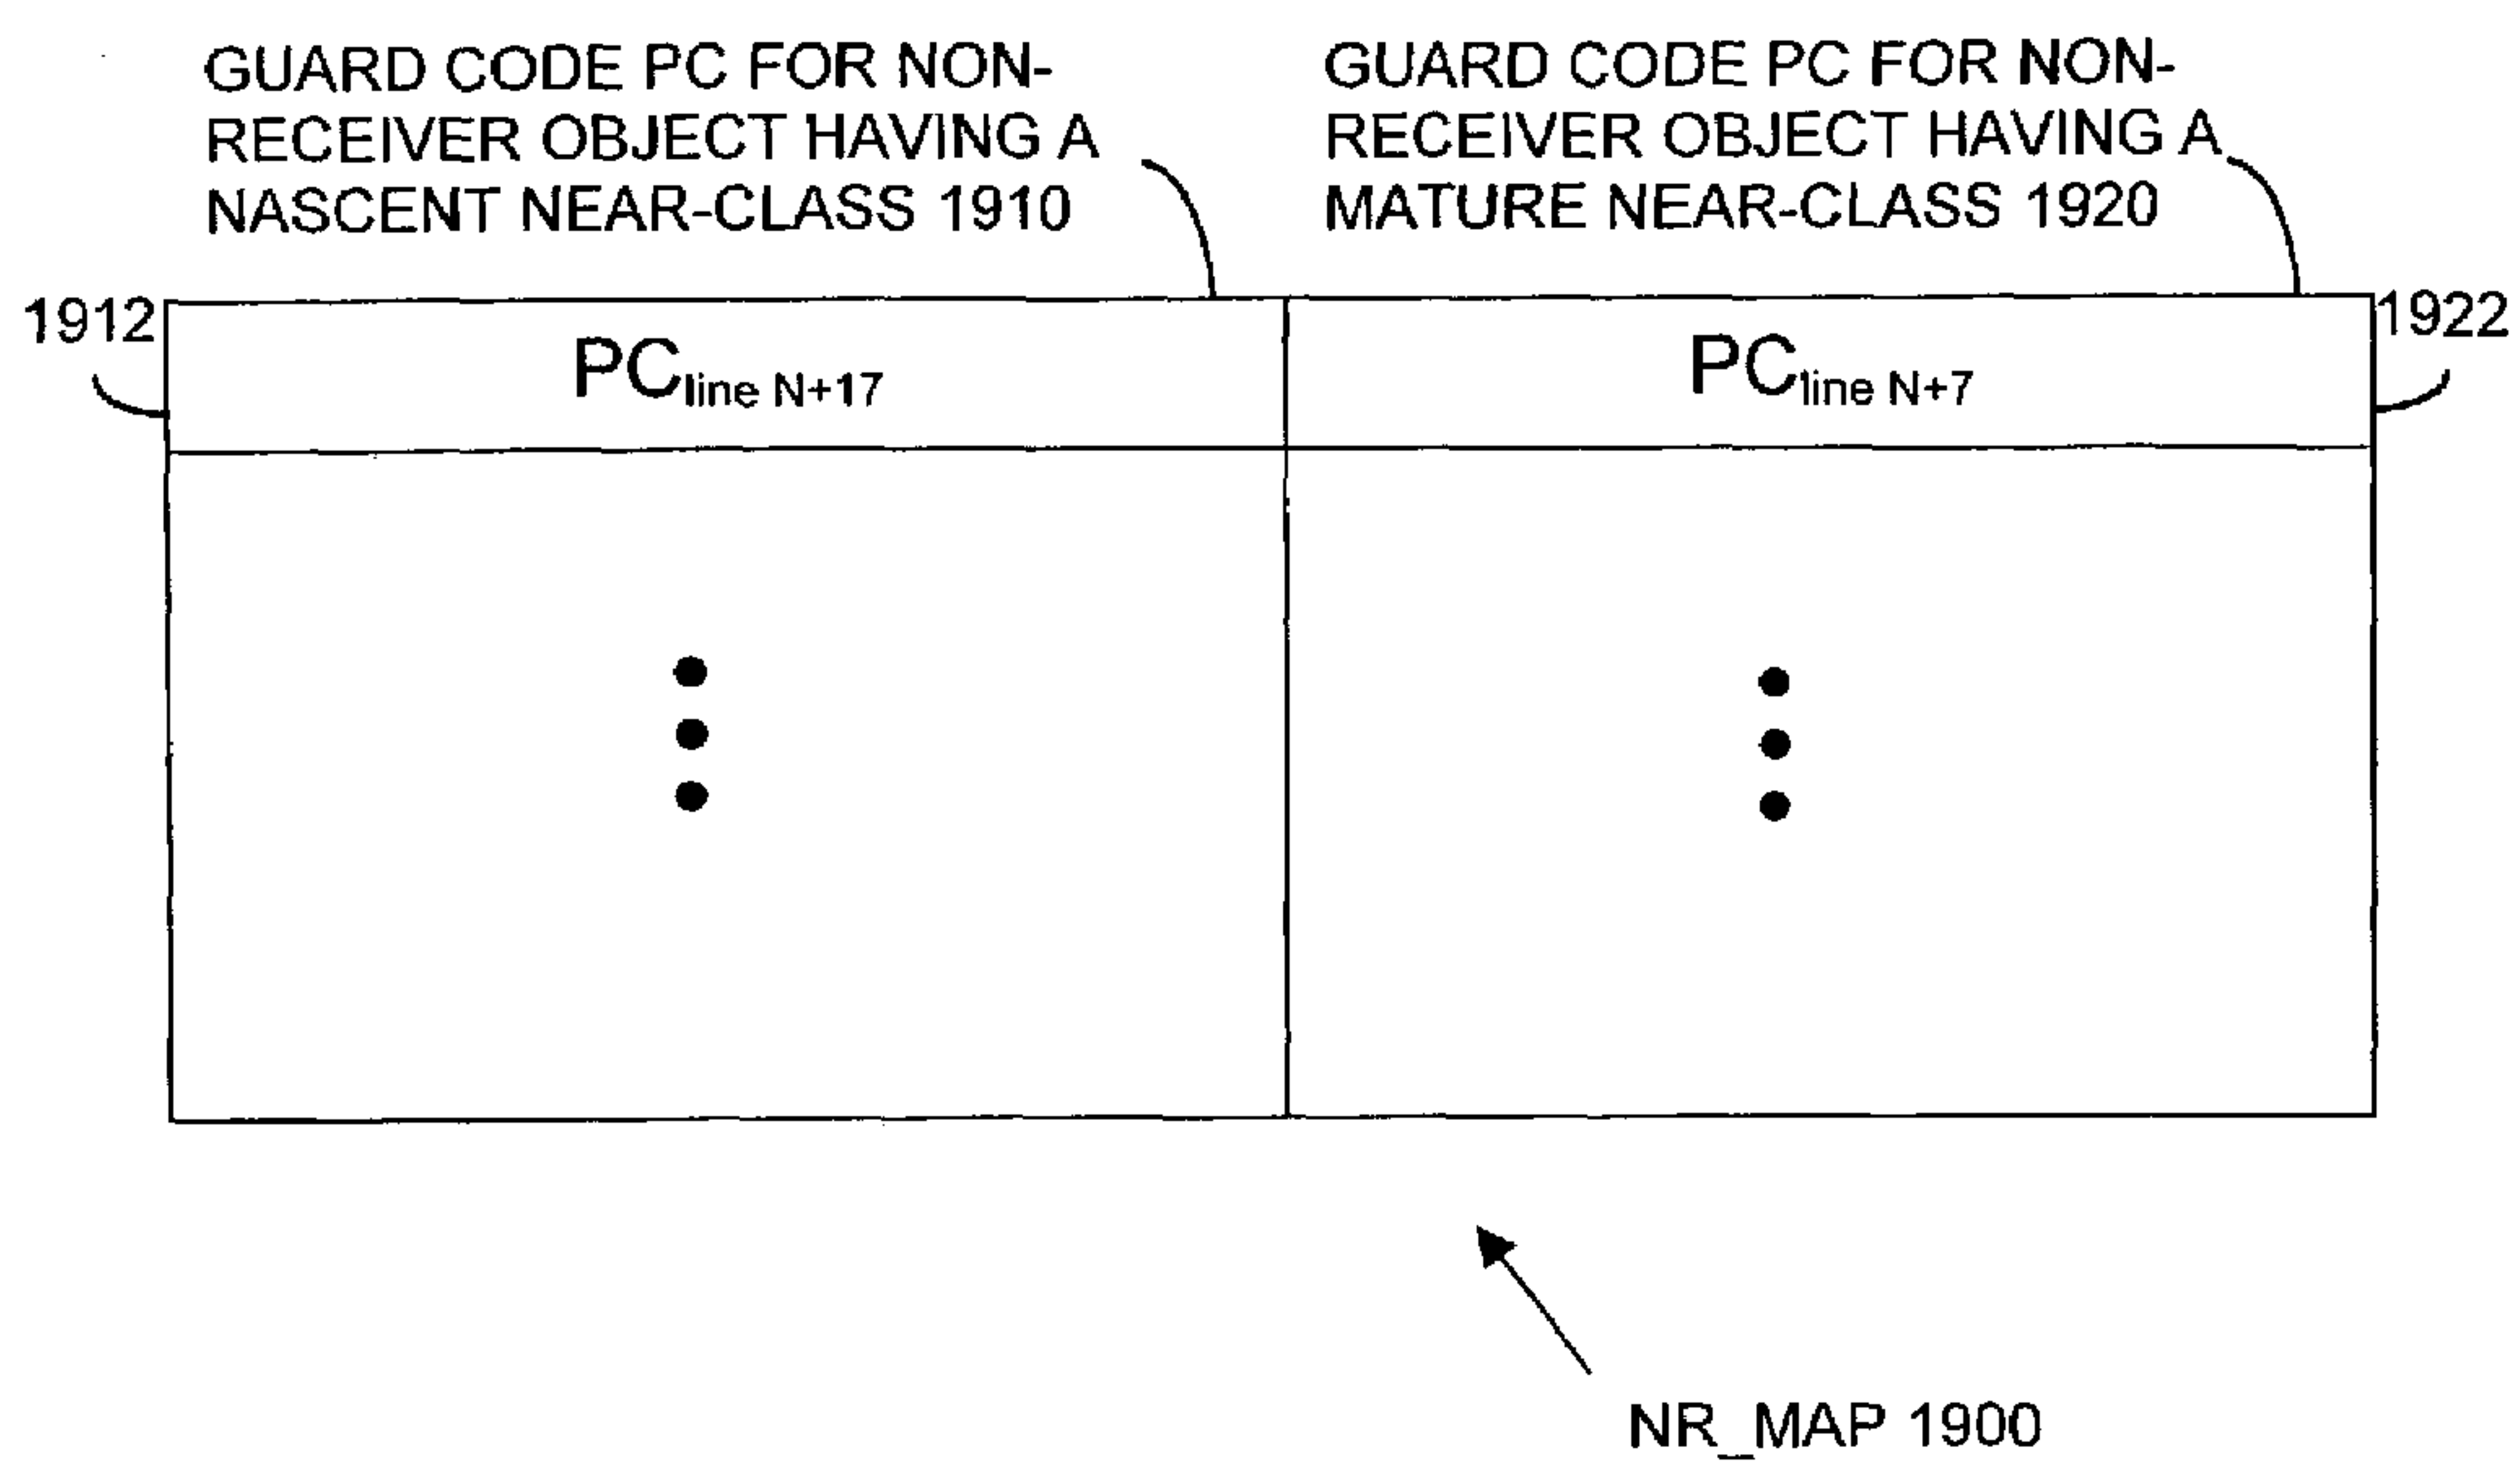 GUARD CODE PC FOR NON-
RECEIVER OBJECT HAVING A
NASCENT NEAR-CLASS 1910
GUARD CODE PC FOR NON-
RECEIVER OBJECT HAVING A
MATURE NEAR-CLASS 1920
1912
1922
PCline N+17
PCline N+7
NR_MAP 1900